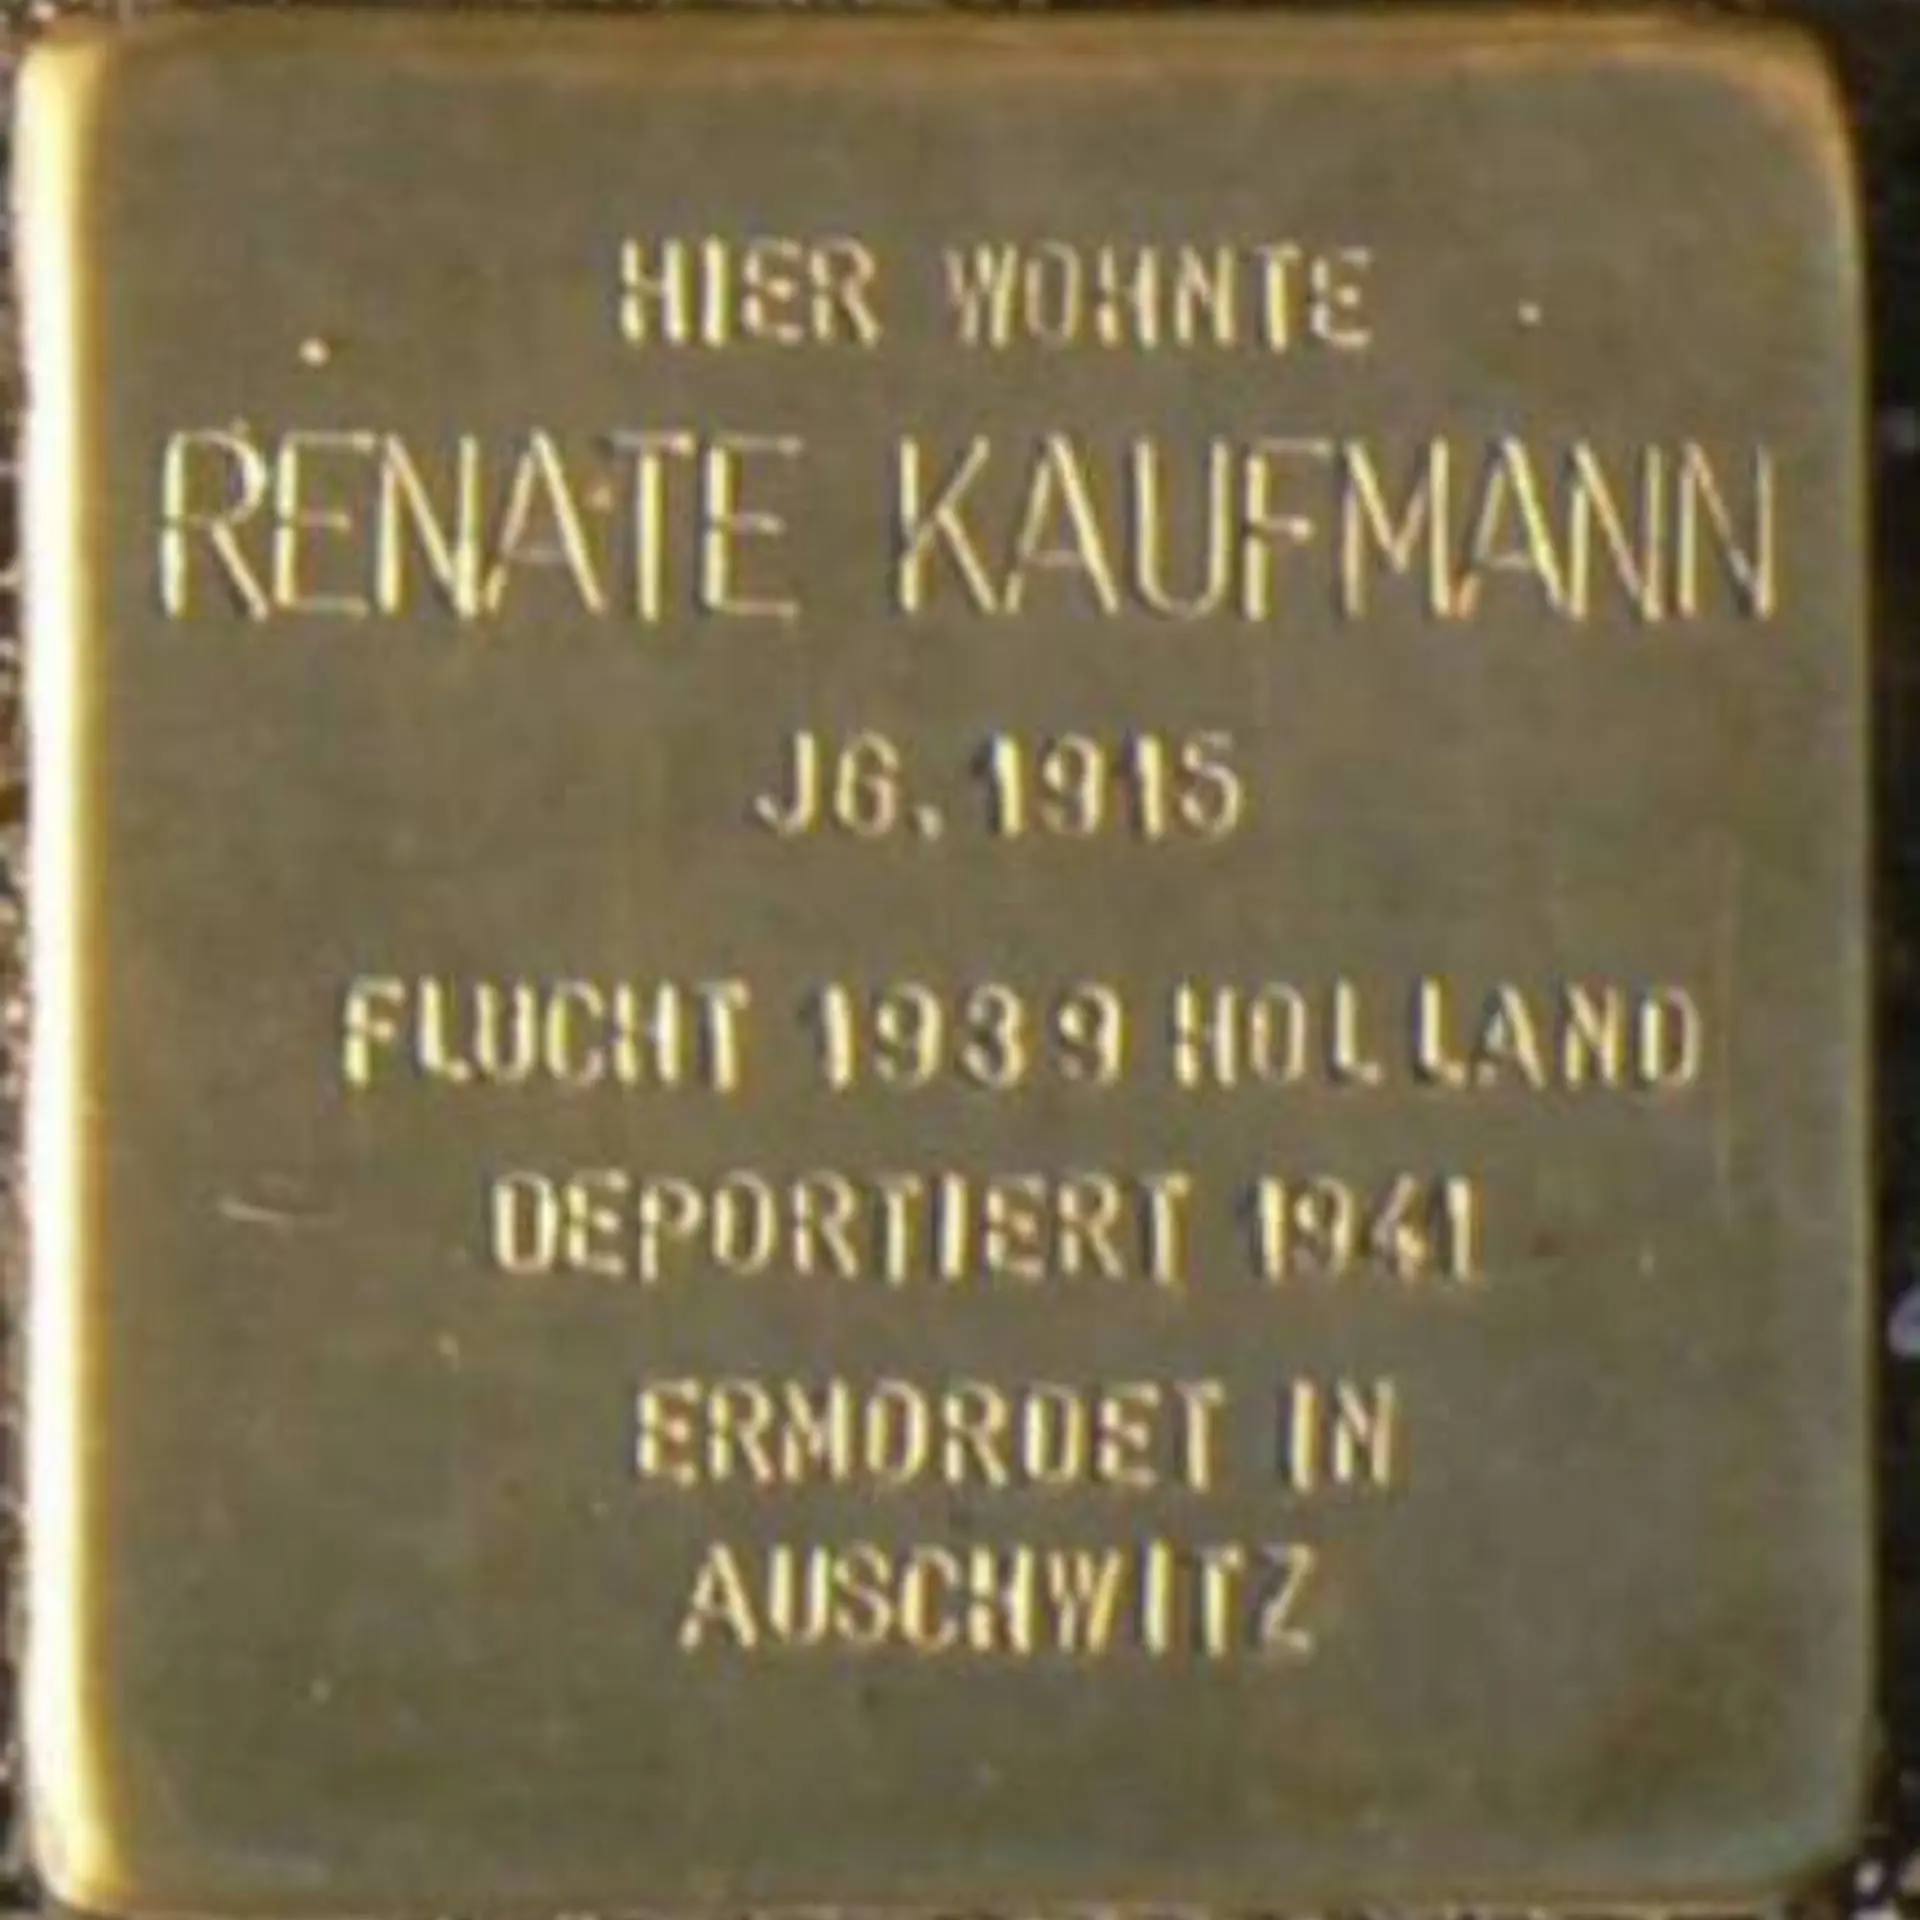 HIER WOHNTE
RENATE KAUFMANN
JG. 1915
FLUCHT 1939 HOLLAND
DEPORTIERT 1941
ERMORDET IN
AUSCHWITZ